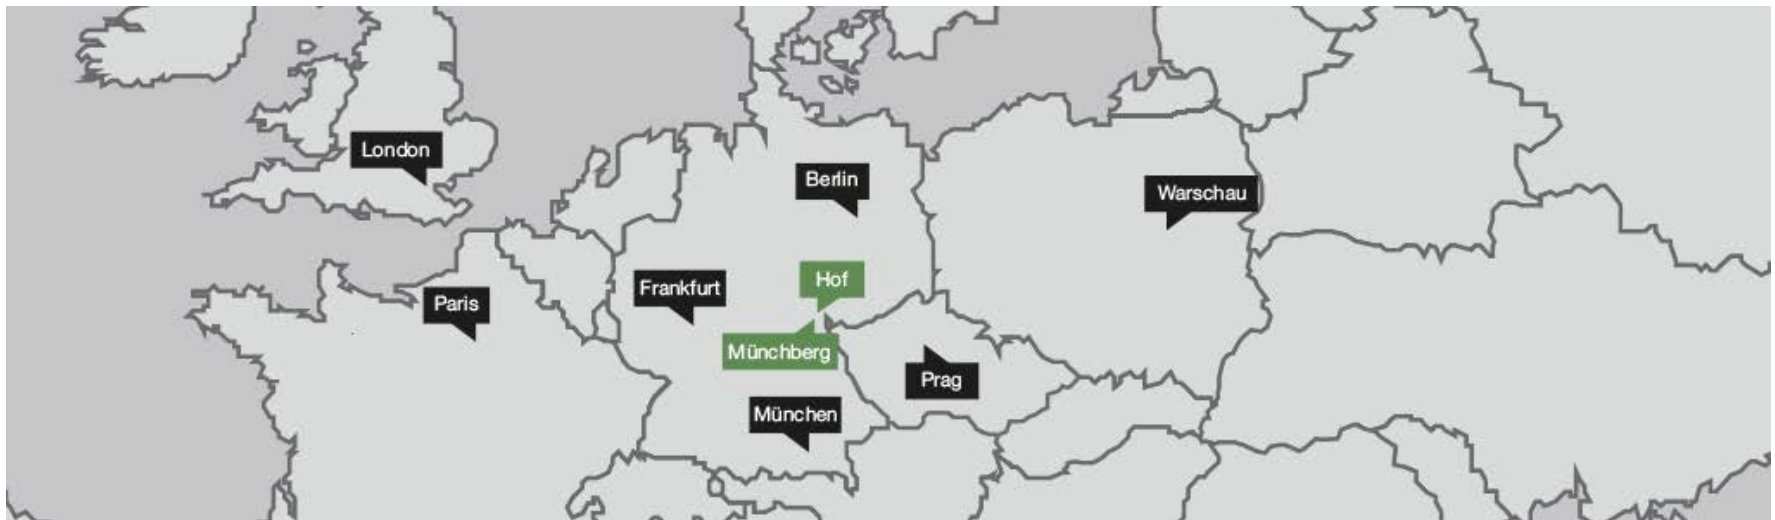 London
Berlin
Warschau
Hof
Frankfurt
Paris
Münchberg
Prag
München